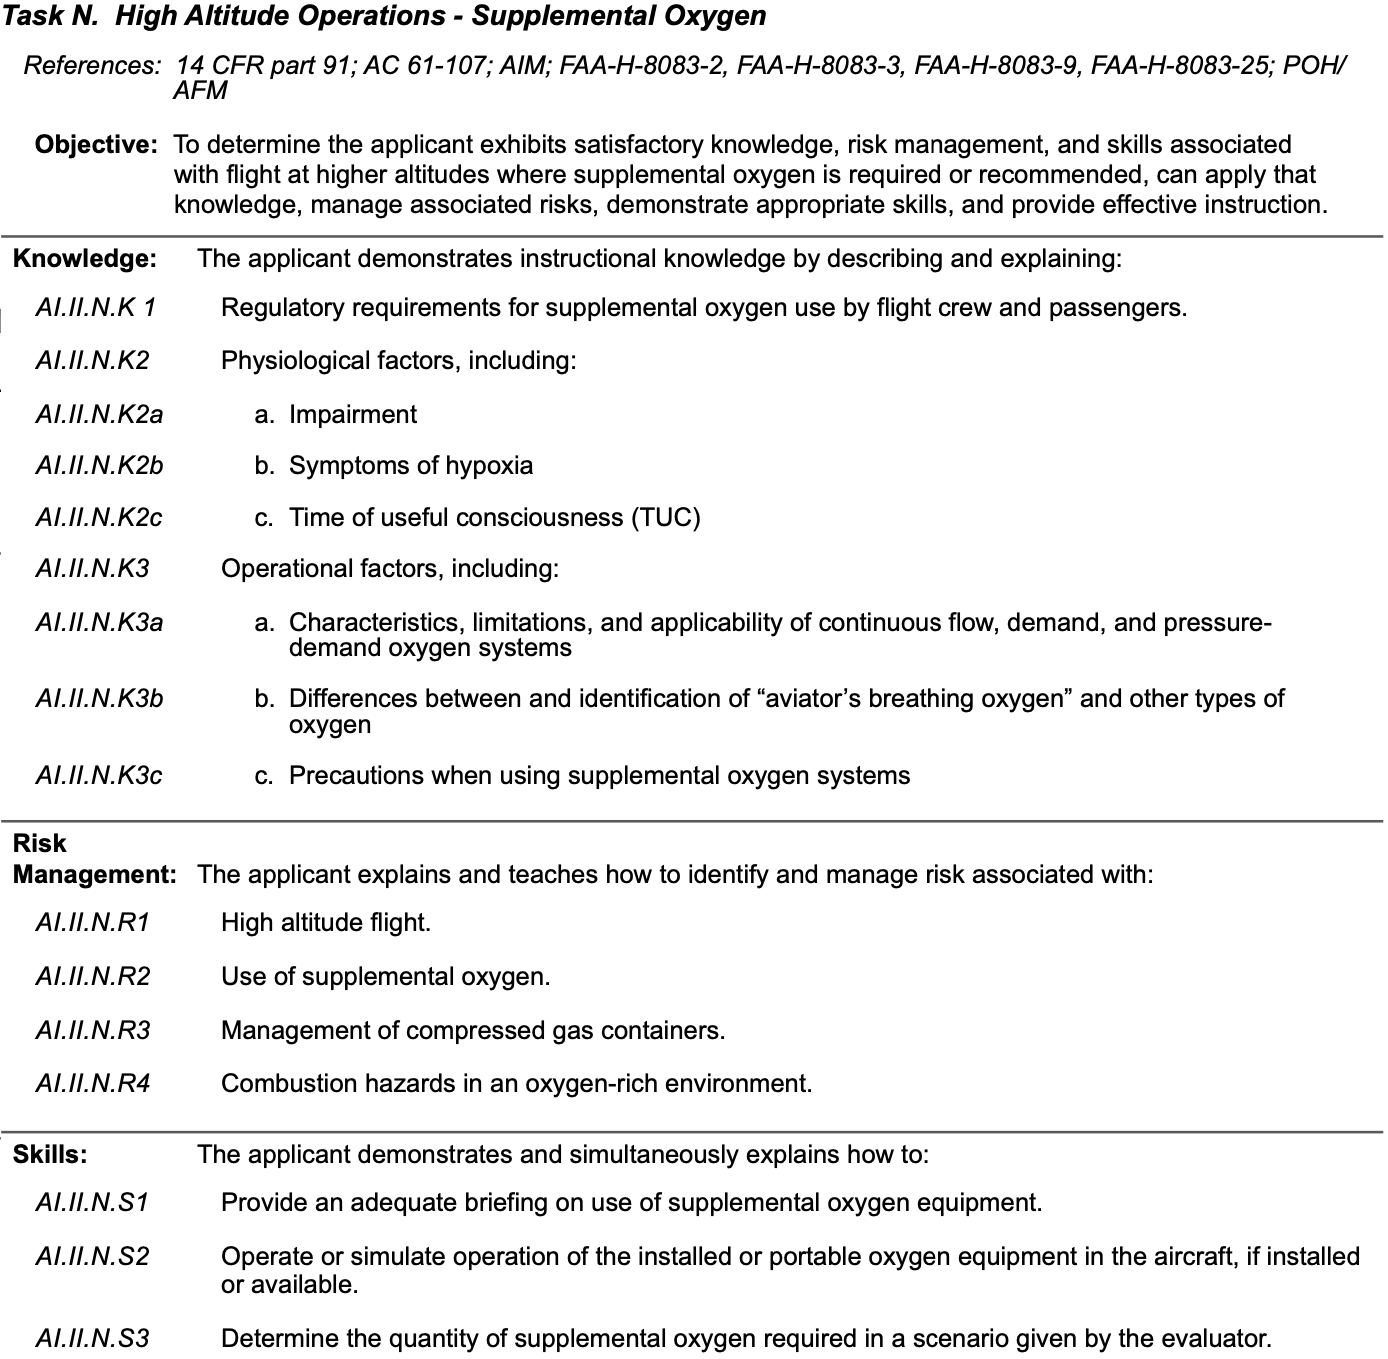 Task N.  High Altitude Operations - Supplemental Oxygen
References: 14 CFR part 91; AC 61-107; AIM; FAA-H-8083-2, FAA-H-8083-3, FAA-H-8083-9, FAA-H-8083-25; POH/
AFM
Objective: To determine the applicant exhibits satisfactory knowledge, risk management, and skills associated
with flight at higher altitudes where supplemental oxygen is required or recommended, can apply that
knowledge, manage associated risks, demonstrate appropriate skills, and provide effective instruction.
Knowledge: The applicant demonstrates instructional knowledge by describing and explaining:
AI.II.N.K 1 Regulatory requirements for supplemental oxygen use by flight crew and passengers.
AI.II.N.K2 Physiological factors, including:
AI.II.N.K2a a. Impairment
AI.II.N.K2b b. Symptoms of hypoxia
AI.II.N.K2c c. Time of useful consciousness (TUC)
AI.II.N.K3 Operational factors, including:
AI.II.N.K3a a. Characteristics, limitations, and applicability of continuous flow, demand, and pressure-
demand oxygen systems
AI.II.N.K3b b. Differences between and identification of “aviator’s breathing oxygen” and other types of
oxygen
AI.II.N.K3c c. Precautions when using supplemental oxygen systems
Risk
Management: The applicant explains and teaches how to identify and manage risk associated with:
AI.II.N.R1 High altitude flight.
AI.II.N.R2 Use of supplemental oxygen.
AI.II.N.R3 Management of compressed gas containers.
AI.II.N.R4 Combustion hazards in an oxygen-rich environment.
Skills: The applicant demonstrates and simultaneously explains how to:
AI.II.N.S1 Provide an adequate briefing on use of supplemental oxygen equipment.
AI.II.N.S2 Operate or simulate operation of the installed or portable oxygen equipment in the aircraft, if installed
or available.
AI.II.N.S3 Determine the quantity of supplemental oxygen required in a scenario given by the evaluator.